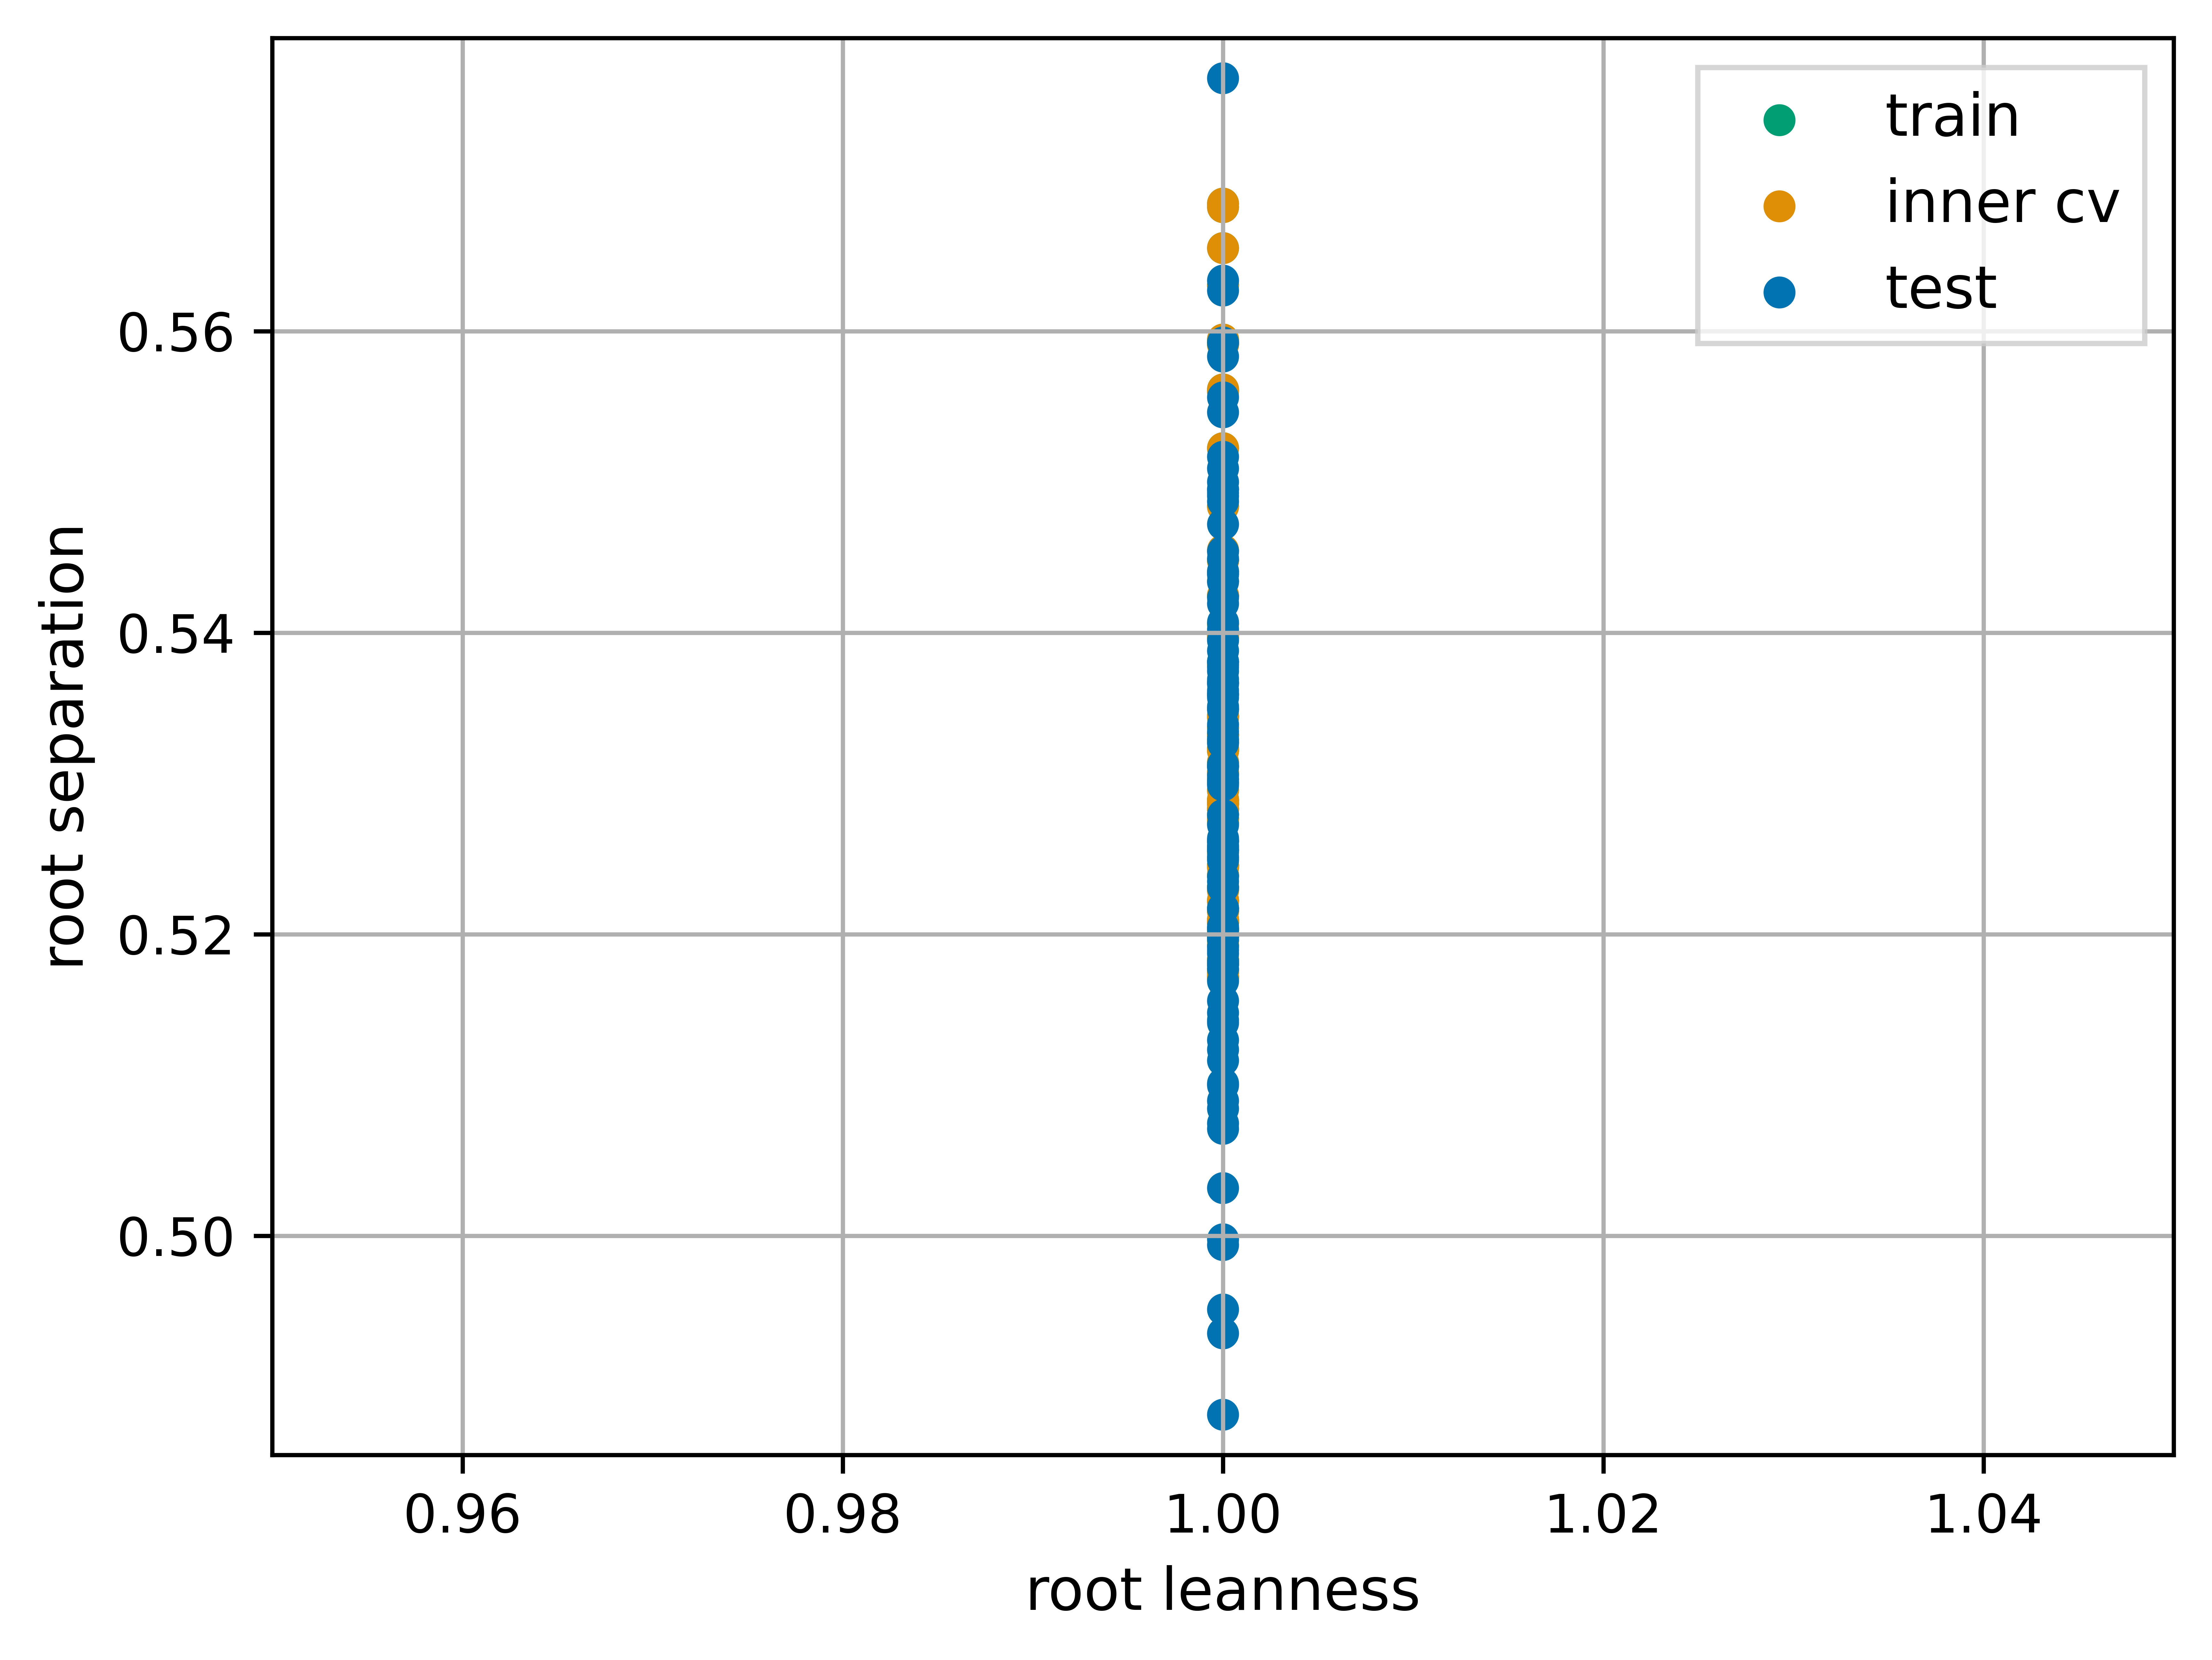 train
inner cv
test
0.56
0.54
0.52
0.50
root separation
0.96 0.98 1.00 1.02 1.04
root leanness